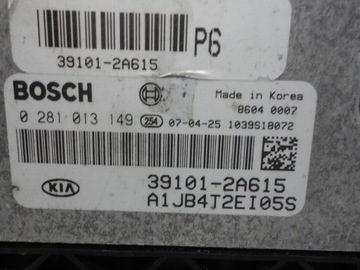 39101-2A615
P6
BOSCH
Made in Korea
8604 0007
0 281 013 149 254 07-04-25 1039S18072
KIA
39101-2A615
A1JB4T2EI05S